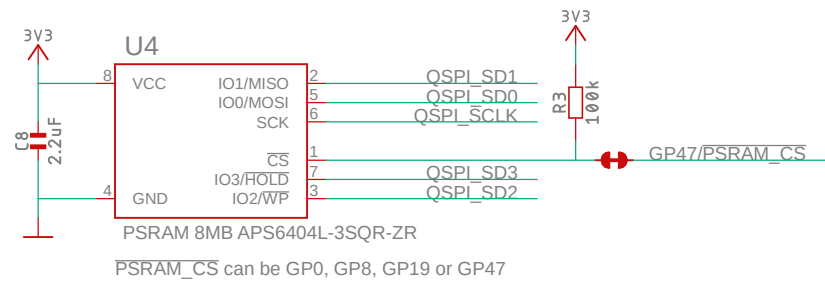 3V3
3V3
U4
8 VCC IO1/MISO 2 QSPI_SD1
IO0/MOSI 5 QSPI_SD0
SCK 6 QSPI_SCLK
R3 100k
C8 2.2uF
CS 1 GP47/PSRAM_CS
IO3/HOLD 7 QSPI_SD3
4 GND IO2/WP 3 QSPI_SD2
PSRAM 8MB APS6404L-3SQR-ZR
PSRAM_CS can be GP0, GP8, GP19 or GP47